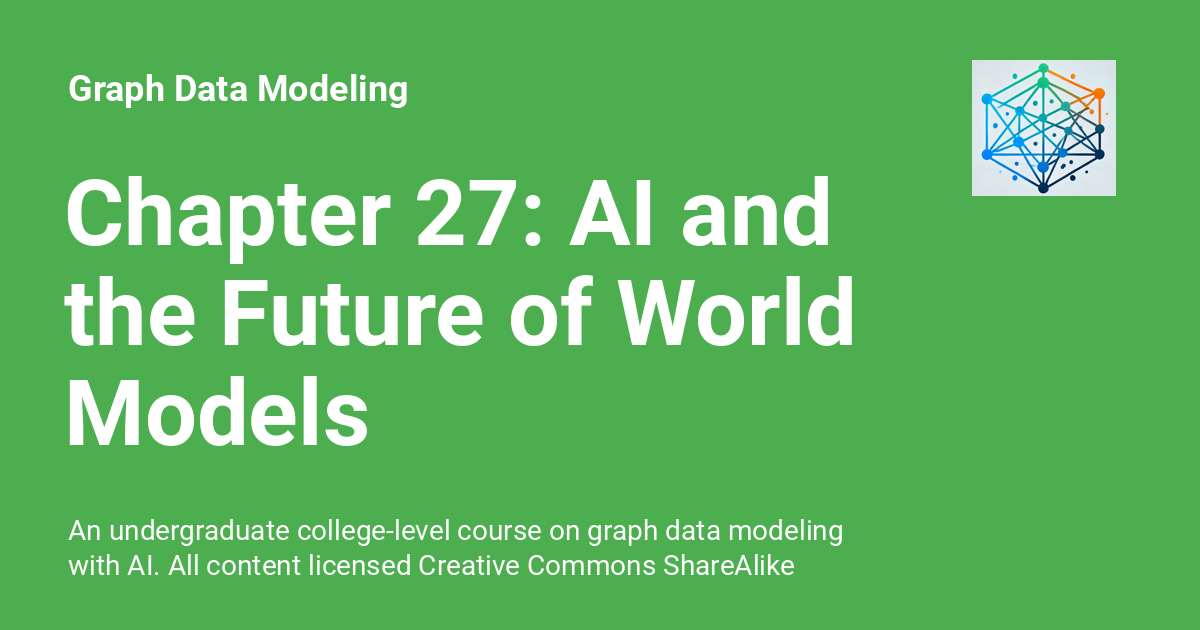 Graph Data Modeling
Chapter 27: AI and
the Future of World
Models
An undergraduate college-level course on graph data modeling
with AI. All content licensed Creative Commons ShareAlike